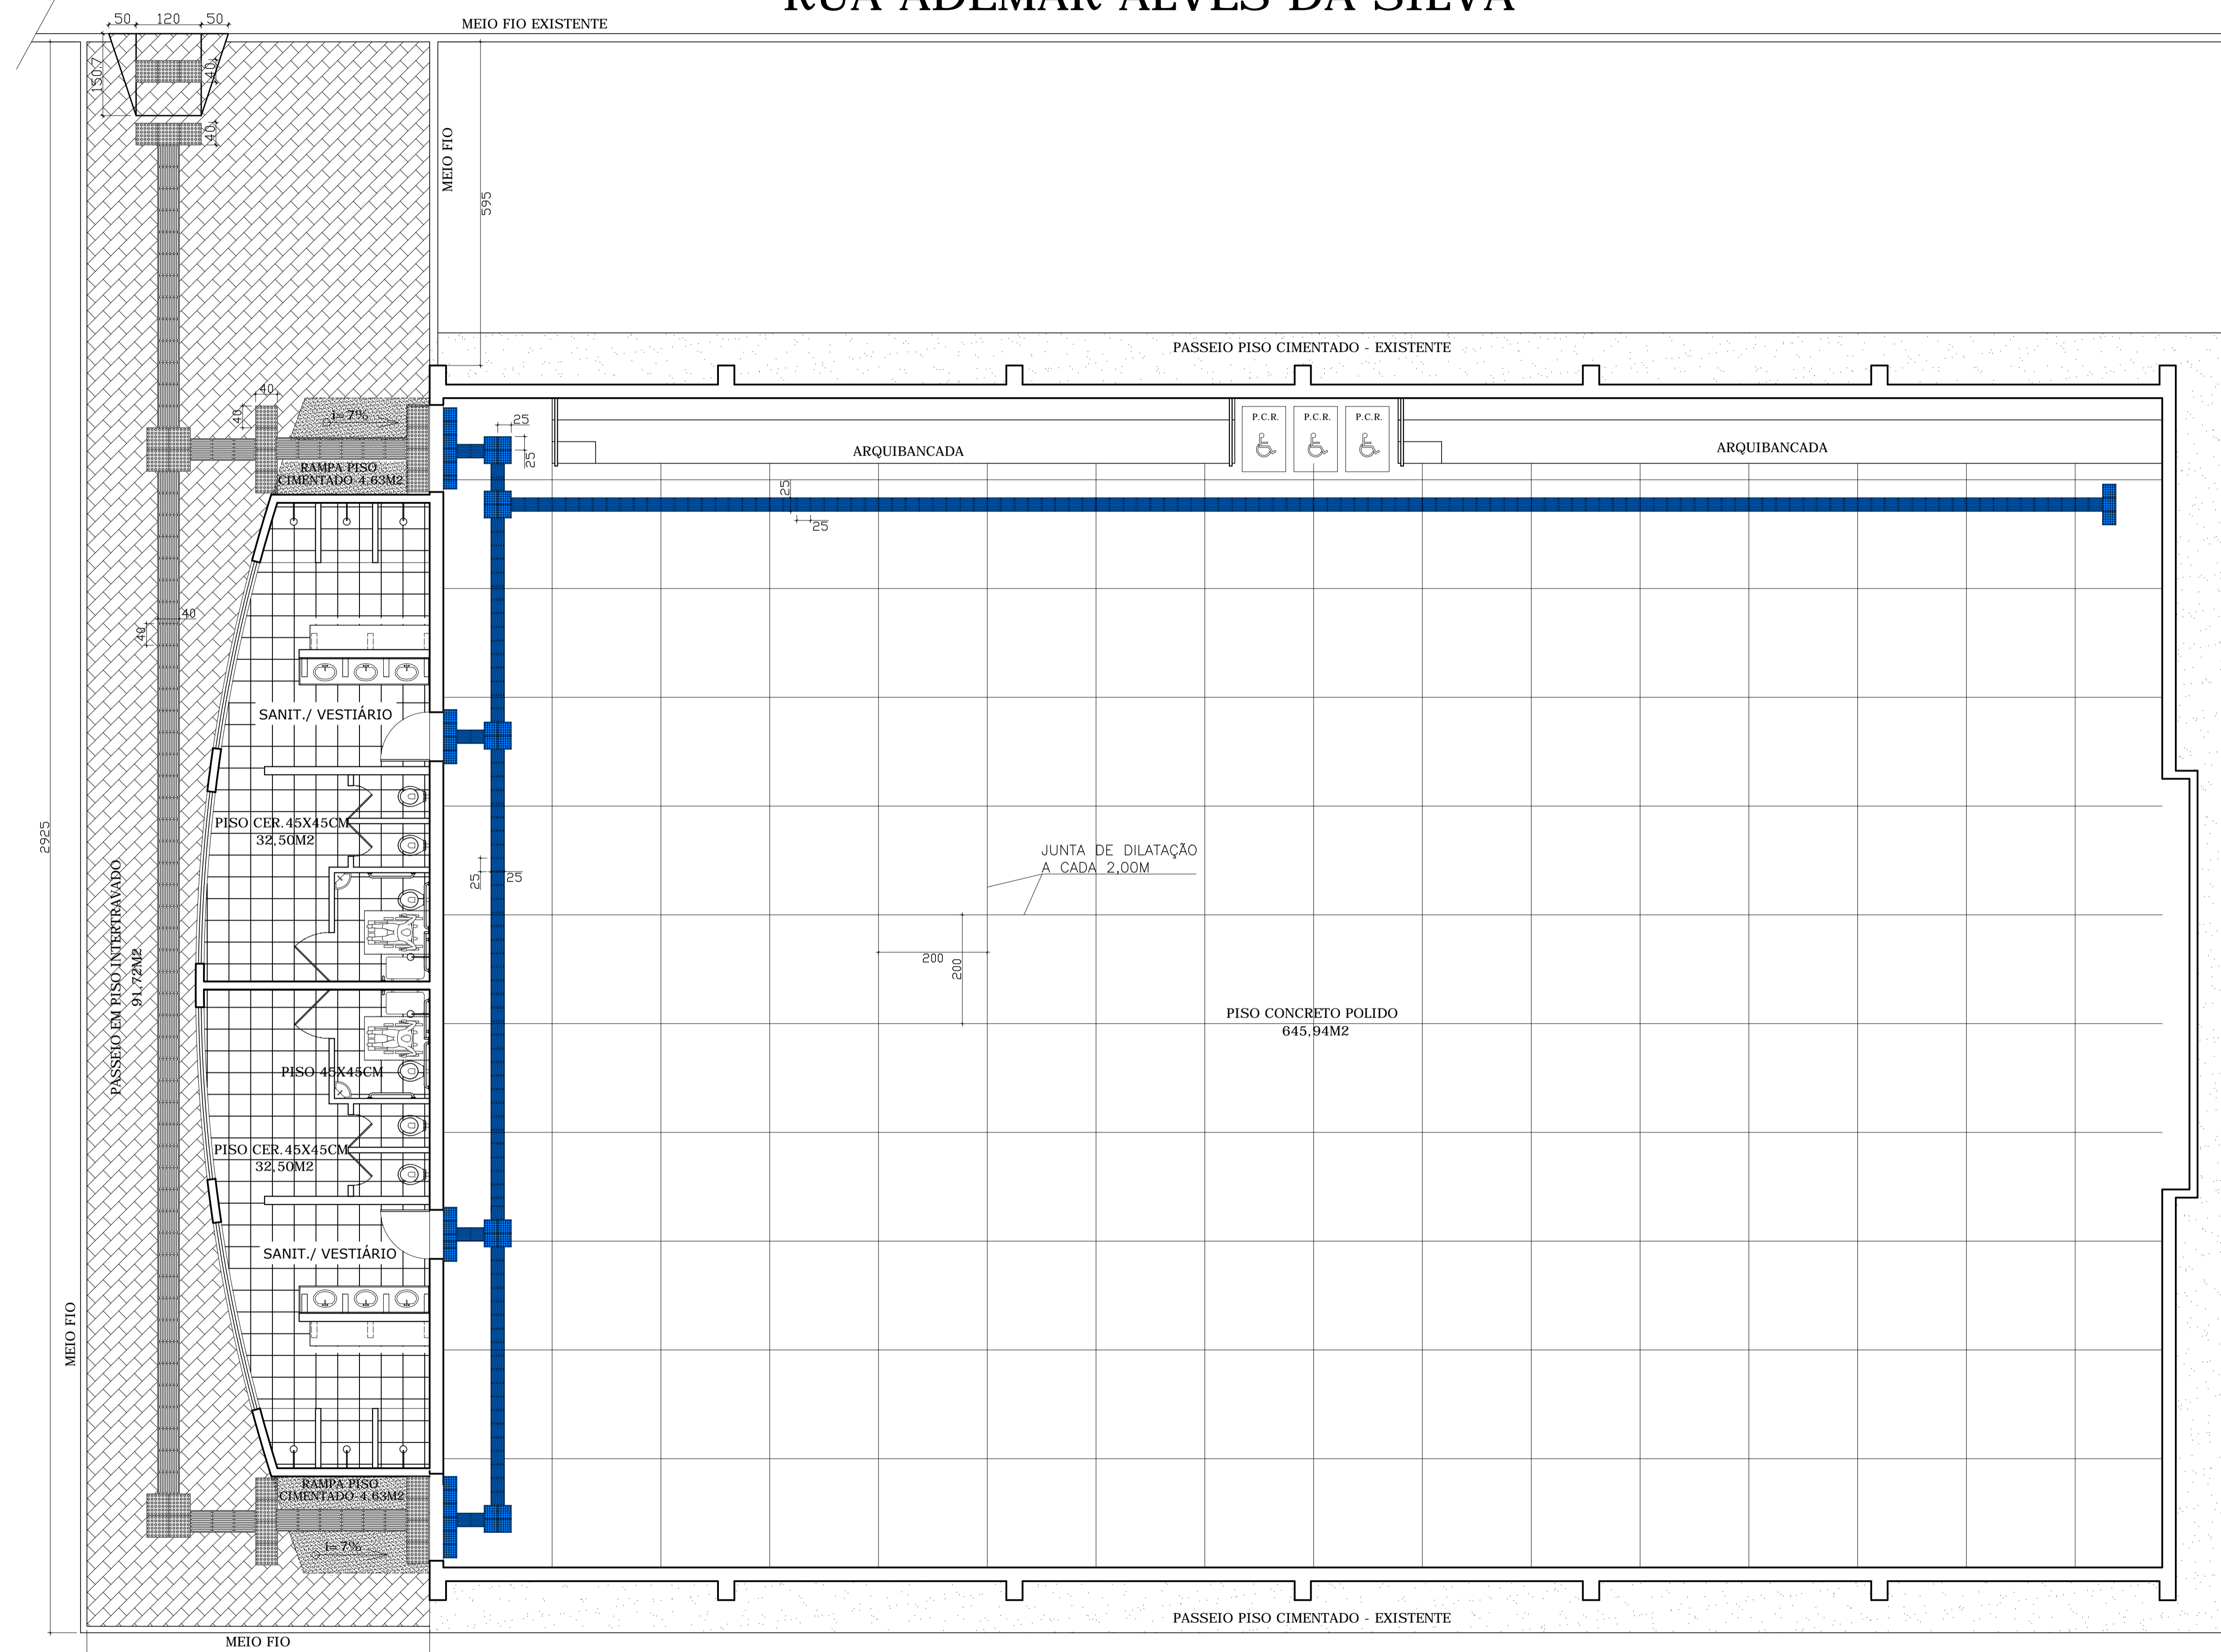 RUA ADEMAR ALVES DA SILVA
MEIO FIO EXISTENTE
50
120
50
150.7
40
40
MEIO FIO
595
PASSEIO PISO CIMENTADO - EXISTENTE
40
40
i=7%
RAMPA PISO
CIMENTADO 4,63M2
25
25
ARQUIBANCADA
P.C.R.
P.C.R.
P.C.R.
ARQUIBANCADA
25
25
40
40
SANIT./ VESTIÁRIO
PISO CER.45X45CM
32,50M2
2925
PASSEIO EM PISO INTERTRAVADO
91,72M2
25
25
JUNTA DE DILATAÇÃO
A CADA 2,00M
200
200
PISO CONCRETO POLIDO
645,94M2
PISO 45X45CM
PISO CER.45X45CM
32,50M2
SANIT./ VESTIÁRIO
MEIO FIO
RAMPA PISO
CIMENTADO 4,63M2
i=7%
PASSEIO PISO CIMENTADO - EXISTENTE
MEIO FIO